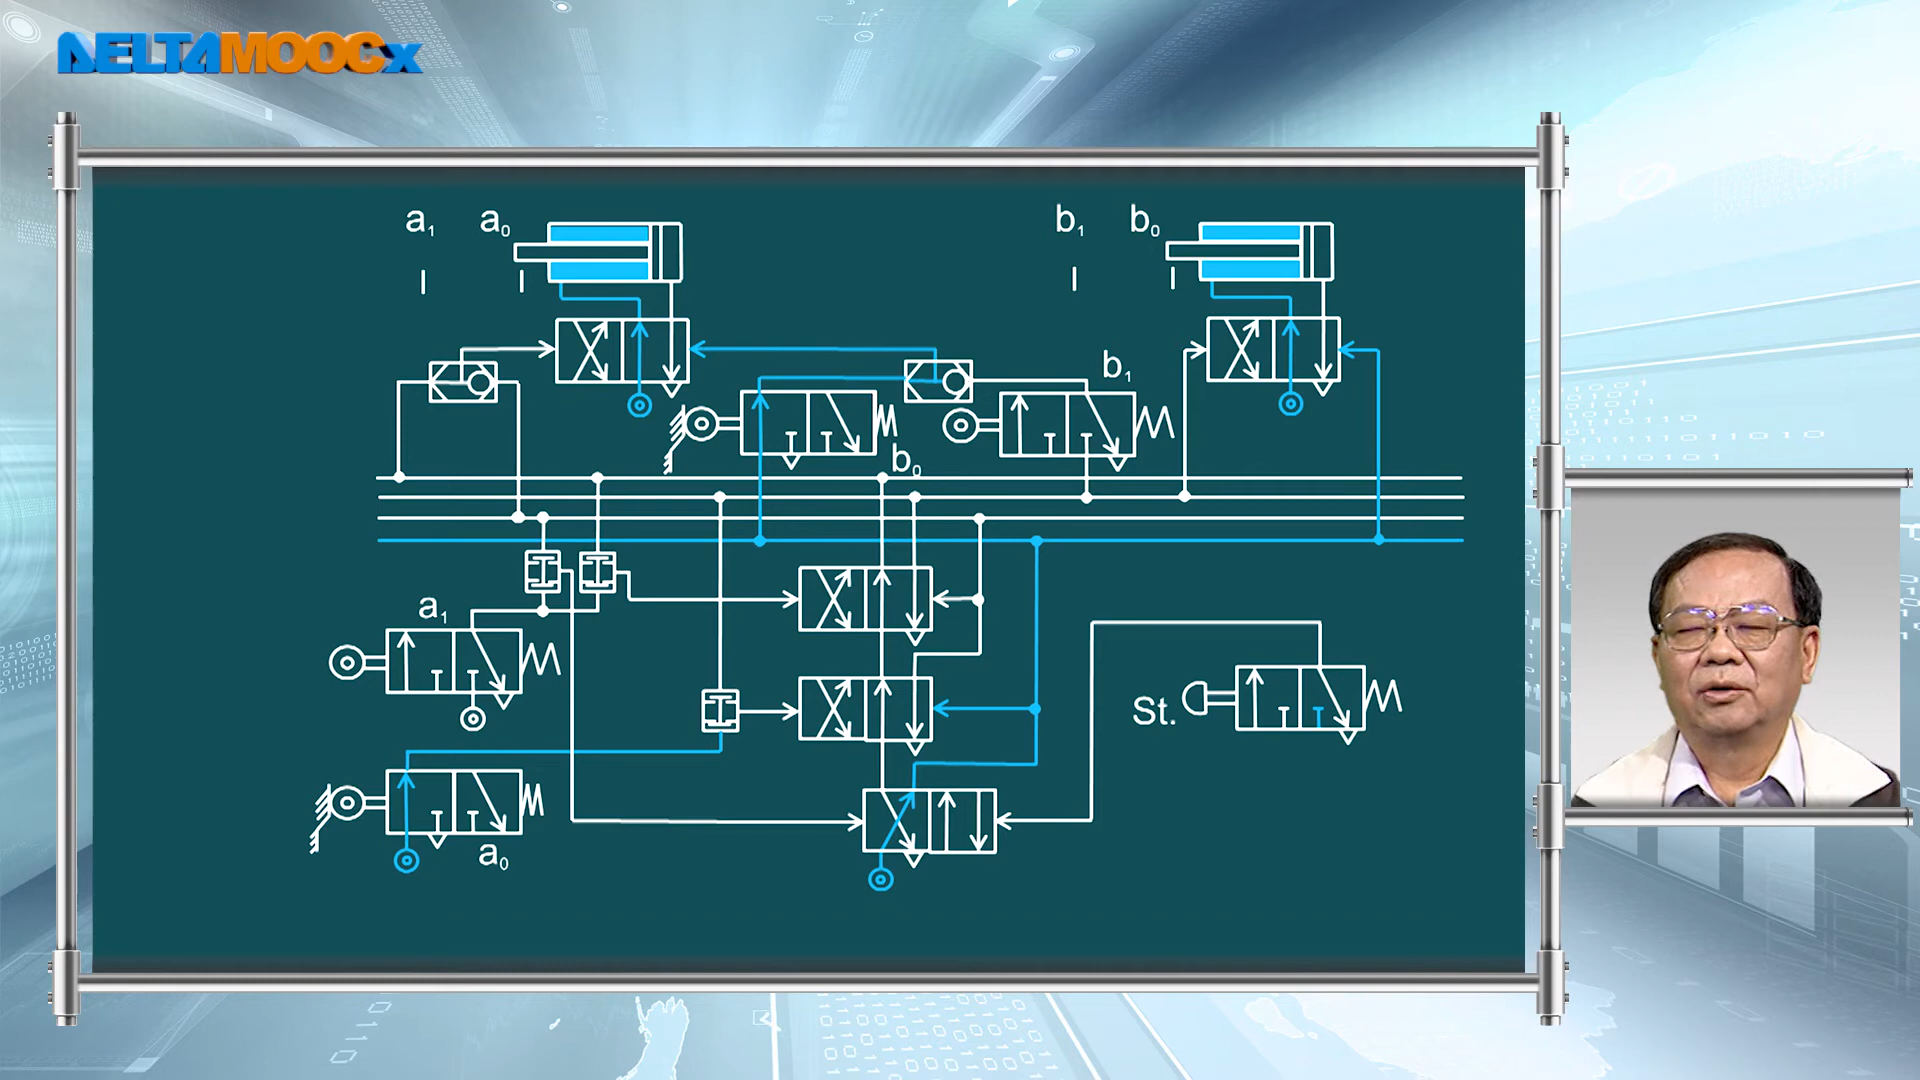 DELTAMOOCx
a₁ a₀
b₁ b₀
b₁
b₀
a₁
St.
a₀